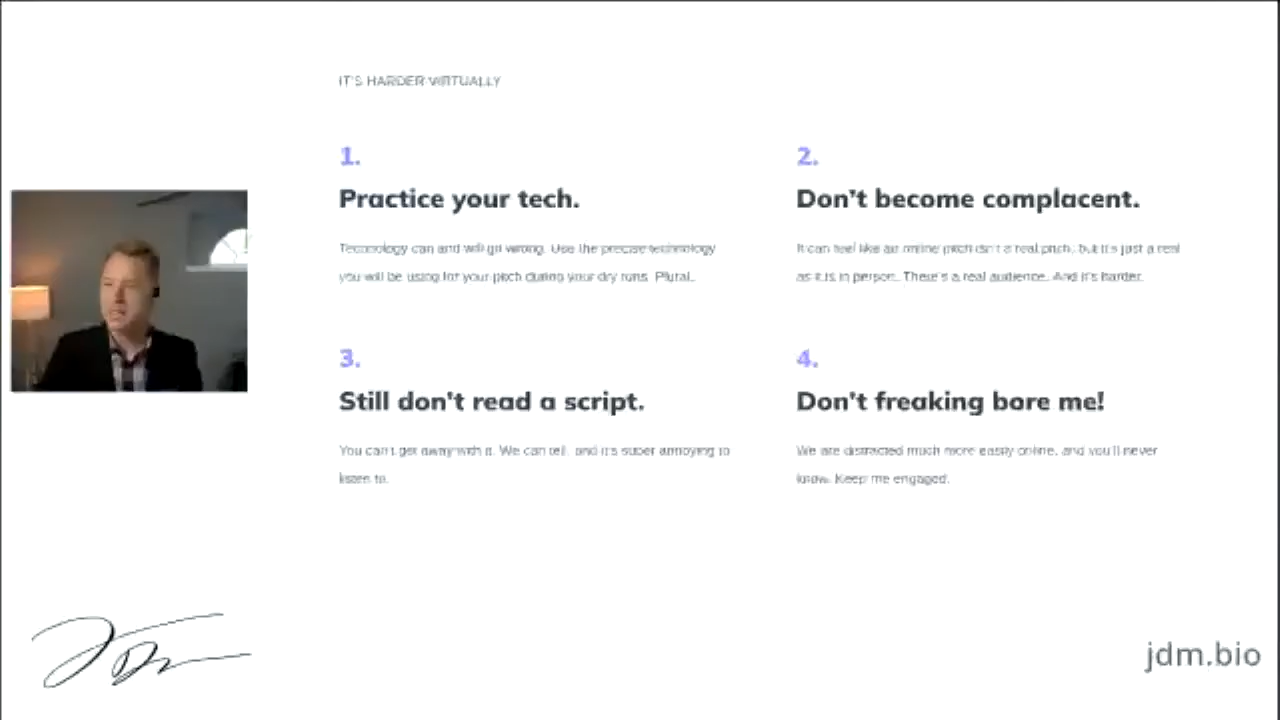 IT'S HARDER VIRTUALLY
1.
Practice your tech.
Technology can and will go wrong. Use the precise technology
you will be using for your pitch during your dry runs. Plural.
2.
Don't become complacent.
It can feel like an online pitch isn't a real pitch, but it's just a real
as it is in person. There's a real audience. And it's harder.
3.
Still don't read a script.
You can't get away with it. We can tell, and it's super annoying to
listen to.
4.
Don't freaking bore me!
We are distracted much more easily online, and you'll never
know. Keep me engaged.
jdm.bio